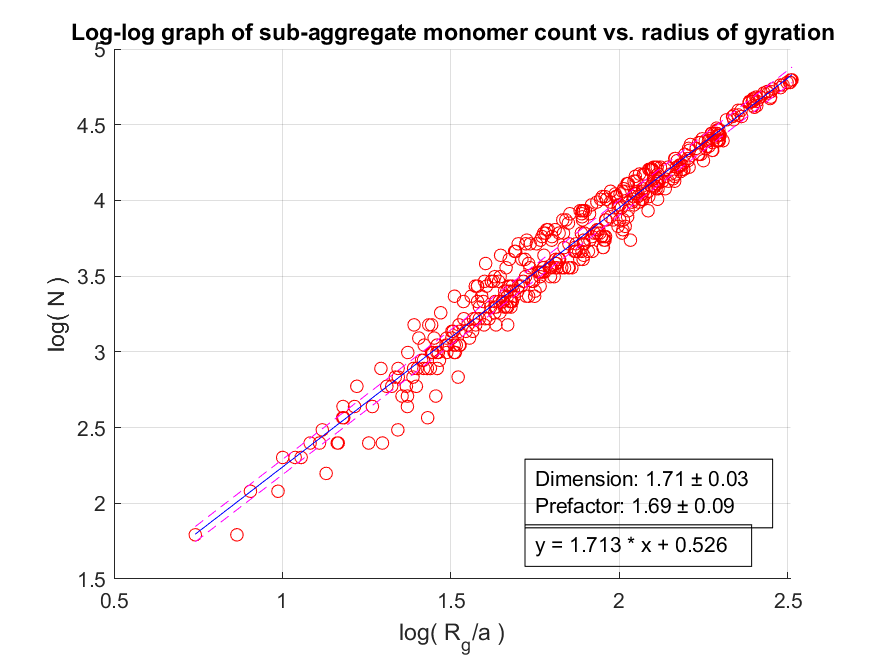 Log-log graph of sub-aggregate monomer count vs. radius of gyration
5
4.5
4
3.5
3
2.5
2
1.5
log( N )
Dimension: 1.71 ± 0.03
Prefactor: 1.69 ± 0.09
y = 1.713 * x + 0.526
0.5 1 1.5 2 2.5
log( Rg/a )